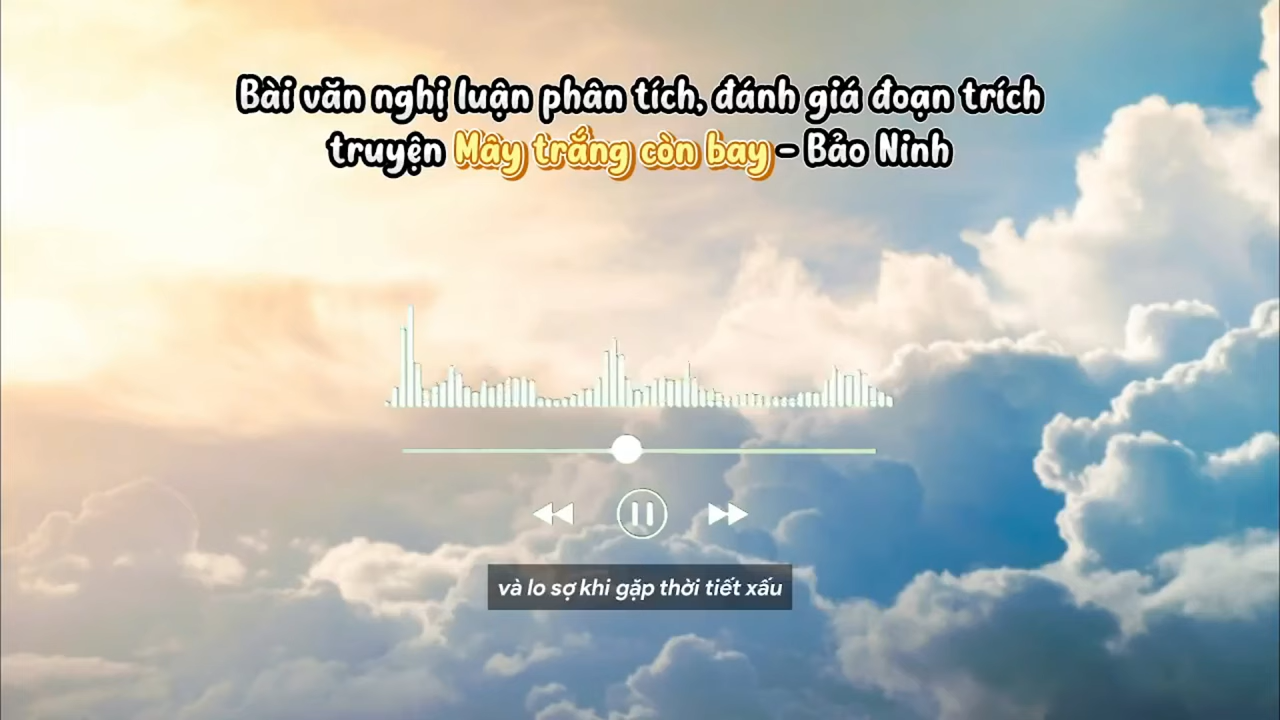 Bài văn nghị luận phân tích, đánh giá đoạn trích
truyện Mây trắng còn bay - Bảo Ninh
và lo sợ khi gặp thời tiết xấu